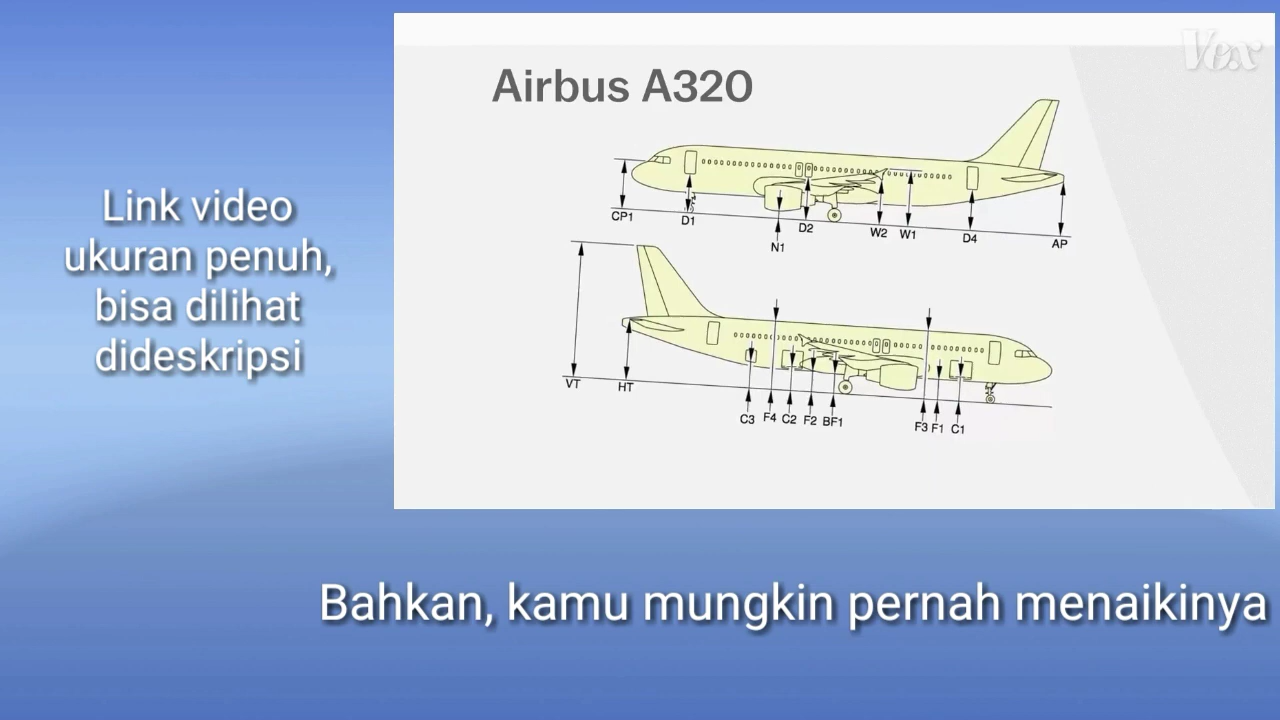 Vox
Airbus A320
CP1
D1
N1
D2
W2
W1
D4
AP
Link video
ukuran penuh,
bisa dilihat
dideskripsi
VT
HT
C3
F4
C2
F2
BF1
F3
F1
C1
Bahkan, kamu mungkin pernah menaikinya